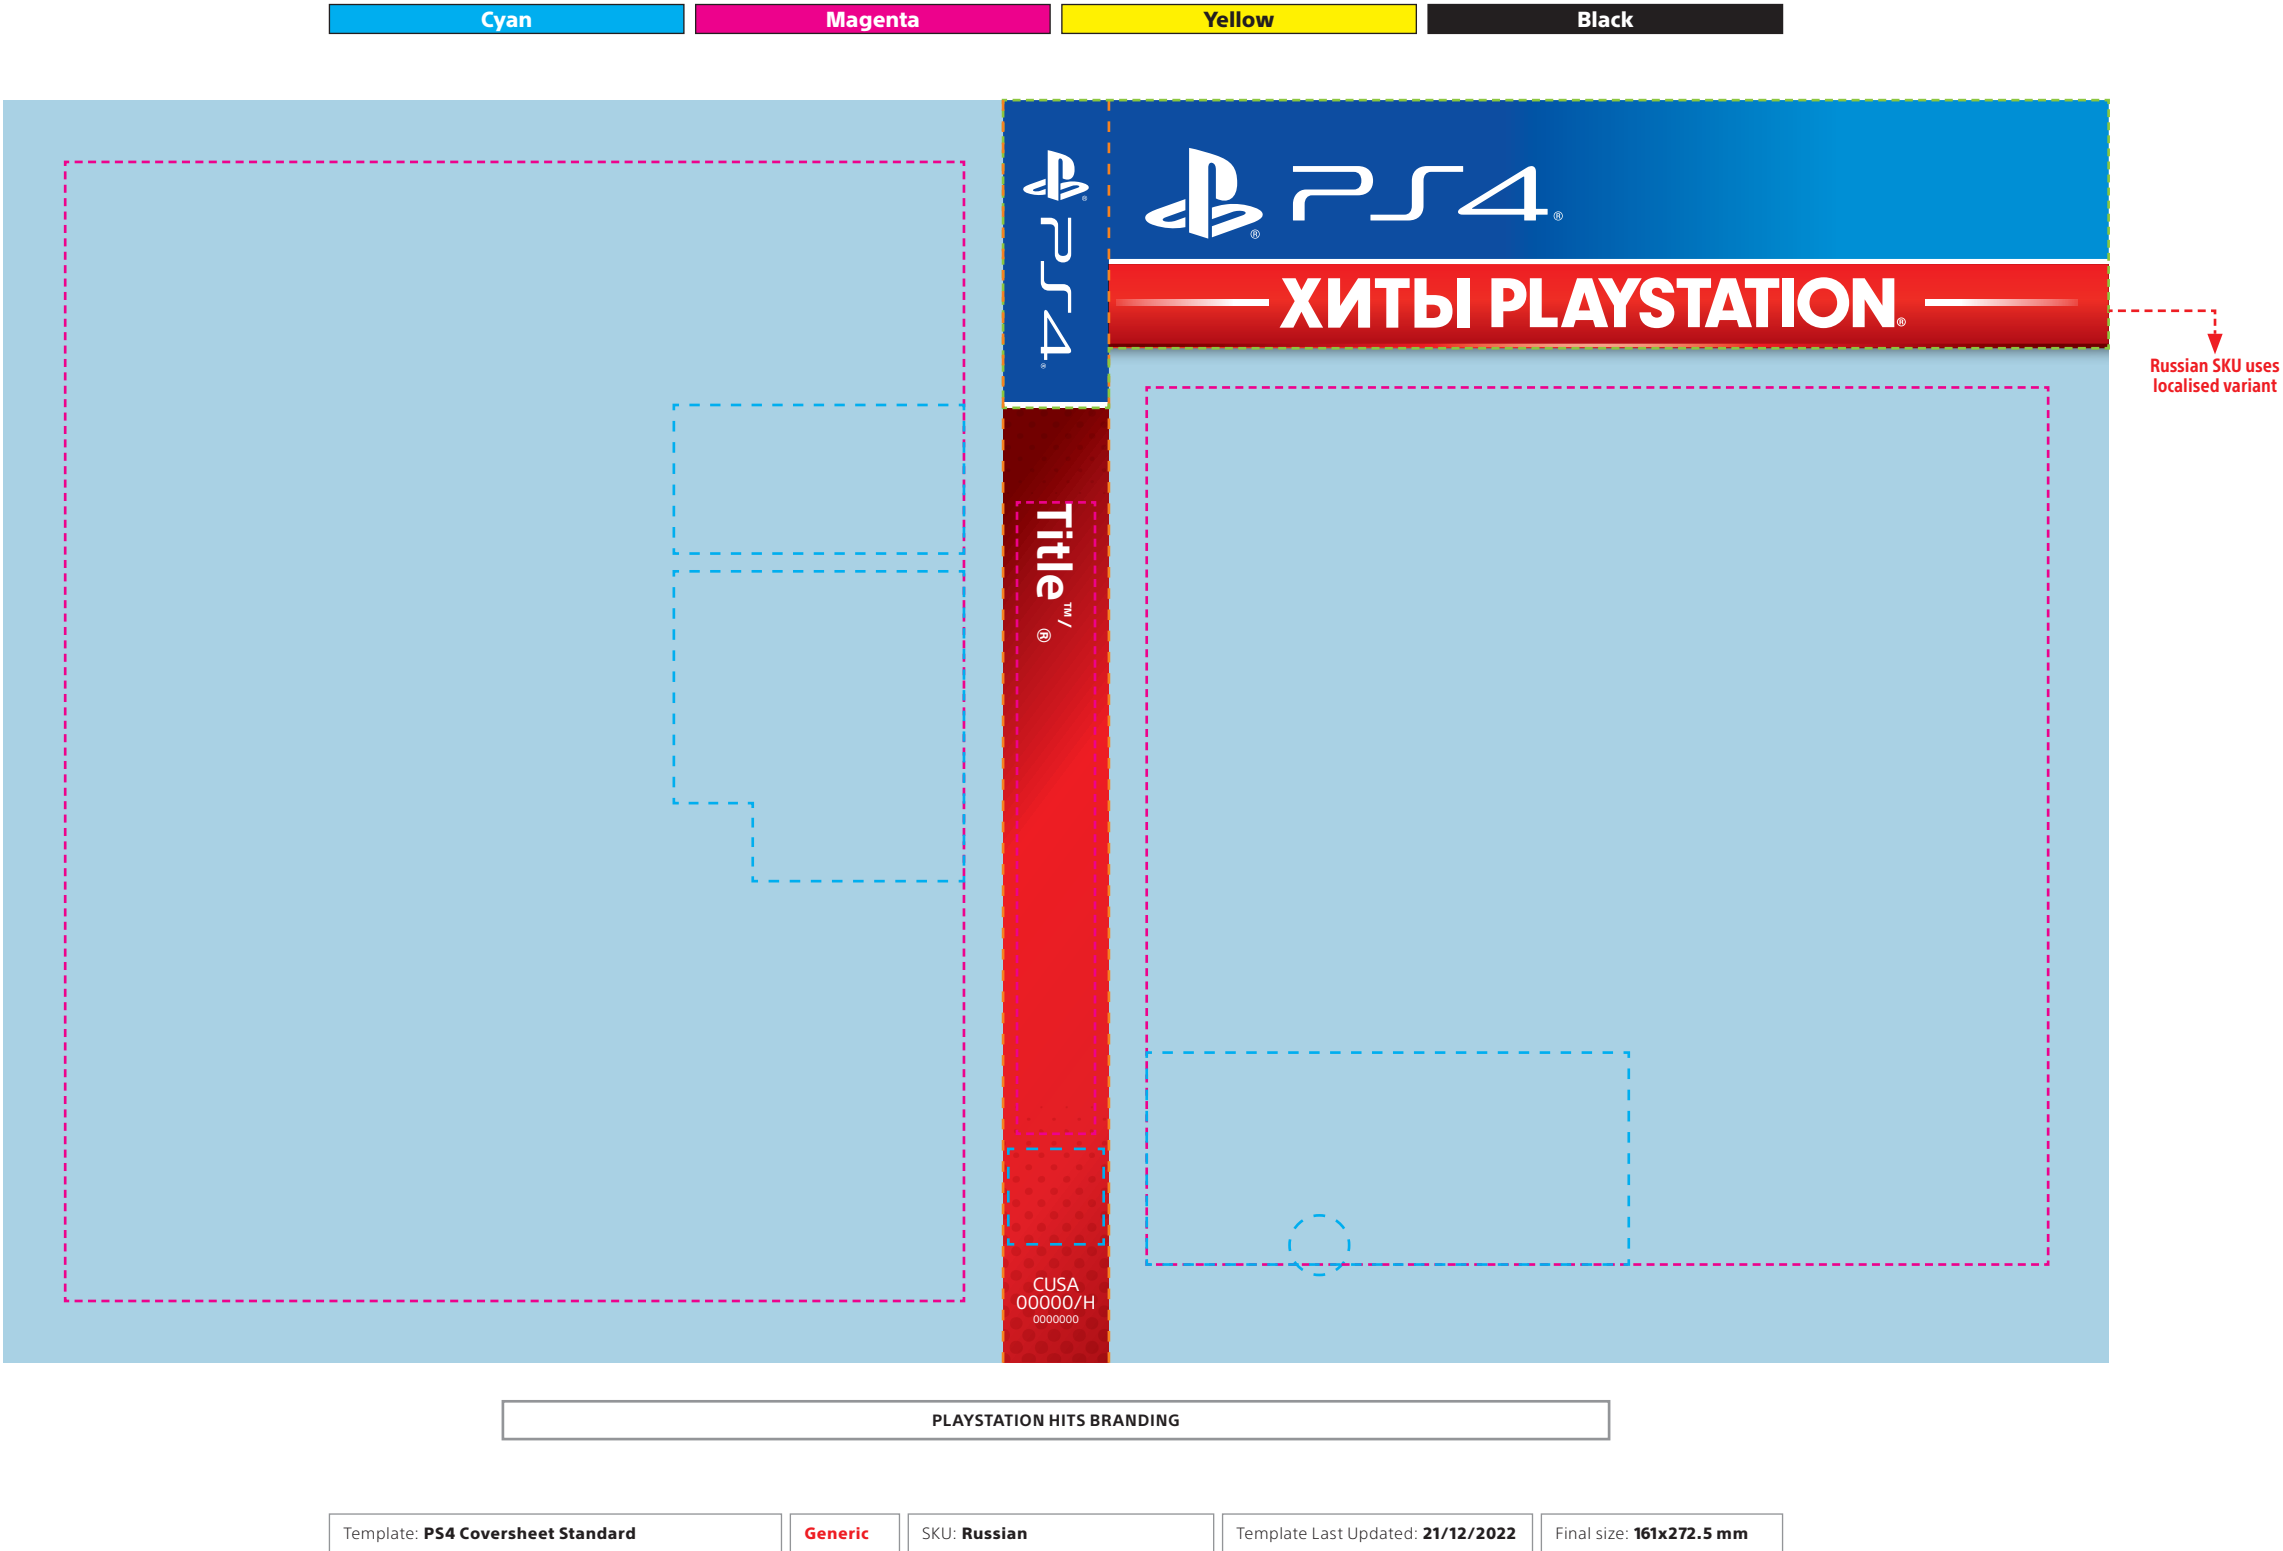 Cyan
Magenta
Yellow
Black
PS4®
PS4®
ХИТЫ PLAYSTATION®
Russian SKU uses
localised variant
Title™/®
CUSA
00000/H
0000000
PLAYSTATION HITS BRANDING
Template: PS4 Coversheet Standard
Generic
SKU: Russian
Template Last Updated: 21/12/2022
Final size: 161x272.5 mm